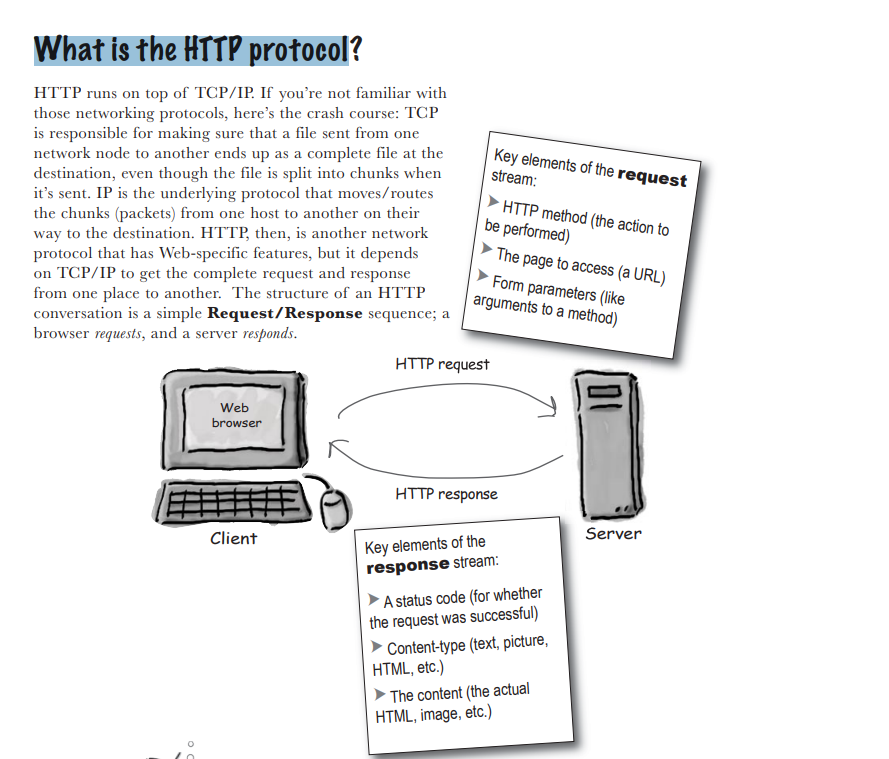 What is the HTTP protocol?
HTTP runs on top of TCP/IP. If you’re not familiar with
those networking protocols, here’s the crash course: TCP
is responsible for making sure that a file sent from one
network node to another ends up as a complete file at the
destination, even though the file is split into chunks when
it’s sent. IP is the underlying protocol that moves/routes
the chunks (packets) from one host to another on their
way to the destination. HTTP, then, is another network
protocol that has Web-specific features, but it depends
on TCP/IP to get the complete request and response
from one place to another. The structure of an HTTP
conversation is a simple Request/Response sequence; a
browser requests, and a server responds.
Key elements of the request
stream:
➤ HTTP method (the action to
be performed)
➤ The page to access (a URL)
➤ Form parameters (like
arguments to a method)
HTTP request
Web
browser
HTTP response
Client
Server
Key elements of the
response stream:
➤ A status code (for whether
the request was successful)
➤ Content-type (text, picture,
HTML, etc.)
➤ The content (the actual
HTML, image, etc.)